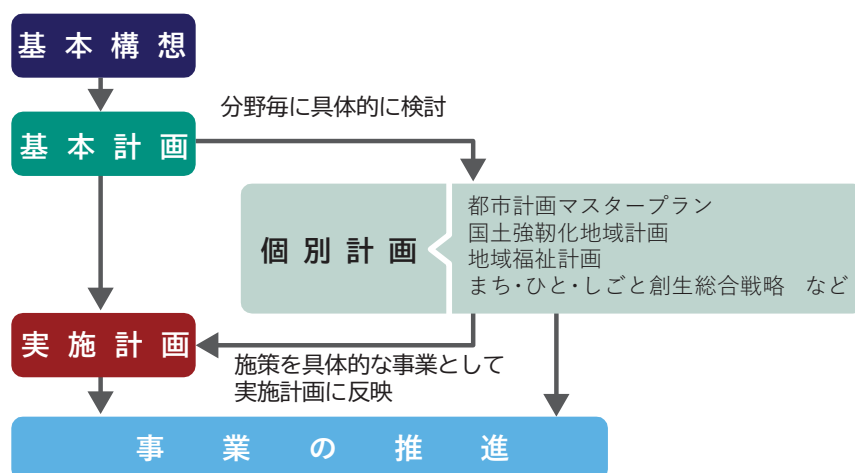 基本構想
分野毎に具体的に検討
基本計画
個別計画
都市計画マスタープラン
国土強靭化地域計画
地域福祉計画
まち・ひと・しごと創生総合戦略　など
実施計画
施策を具体的な事業として
実施計画に反映
事業の推進